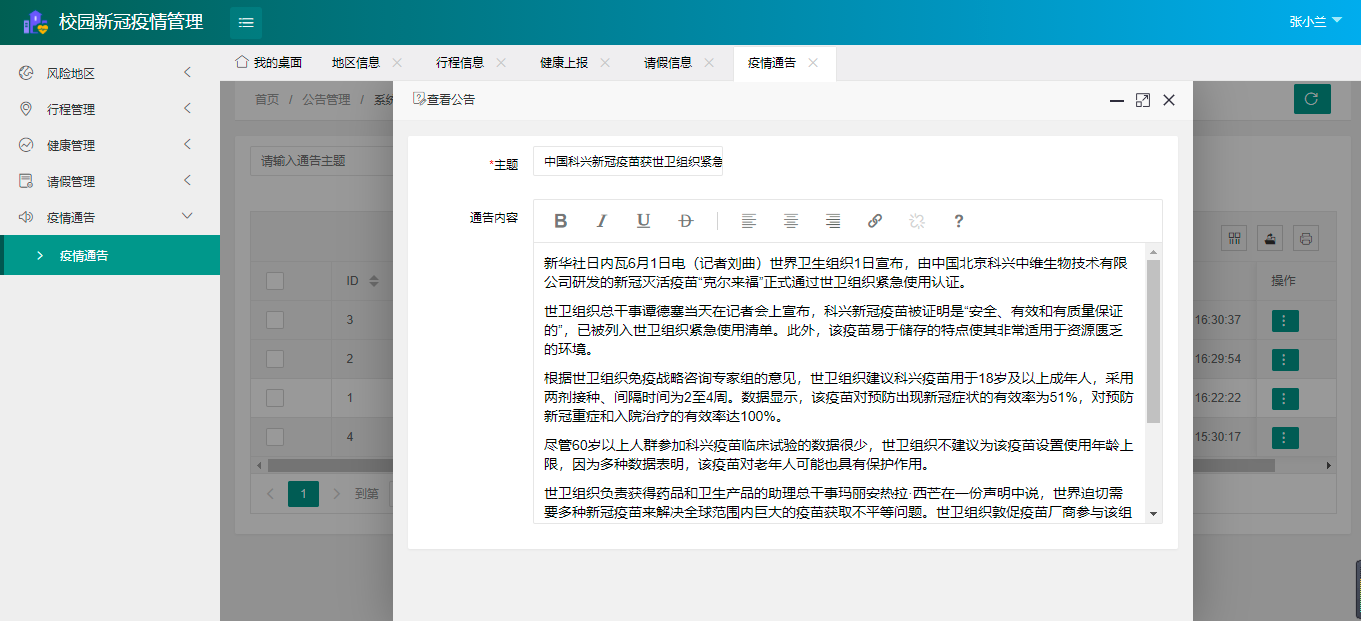 校园新冠疫情管理
张小兰
风险地区
行程管理
健康管理
请假管理
疫情通告
疫情通告
我的桌面
地区信息
行程信息
健康上报
请假信息
疫情通告
首页 / 公告管理 / 系统
请输入通告主题
ID
操作
3
16:30:37
2
16:29:54
1
16:22:22
4
15:30:17
1
到第
查看公告
*主题
中国科兴新冠疫苗获世卫组织紧急
通告内容
B I U D ?
新华社日内瓦6月1日电（记者刘曲）世界卫生组织1日宣布，由中国北京科兴中维生物技术有限
公司研发的新冠灭活疫苗“克尔来福”正式通过世卫组织紧急使用认证。
世卫组织总干事谭德塞当天在记者会上宣布，科兴新冠疫苗被证明是“安全、有效和有质量保证
的”，已被列入世卫组织紧急使用清单。此外，该疫苗易于储存的特点使其非常适用于资源匮乏
的环境。
根据世卫组织免疫战略咨询专家组的意见，世卫组织建议科兴疫苗用于18岁及以上成年人，采用
两剂接种、间隔时间为2至4周。数据显示，该疫苗对预防出现新冠症状的有效率为51%，对预防
新冠重症和入院治疗的有效率达100%。
尽管60岁以上人群参加科兴疫苗临床试验的数据很少，世卫组织不建议为该疫苗设置使用年龄上
限，因为多种数据表明，该疫苗对老年人可能也具有保护作用。
世卫组织负责获得药品和卫生产品的助理总干事玛丽安热拉·西芒在一份声明中说，世界迫切需
要多种新冠疫苗来解决全球范围内巨大的疫苗获取不平等问题。世卫组织敦促疫苗厂商参与该组